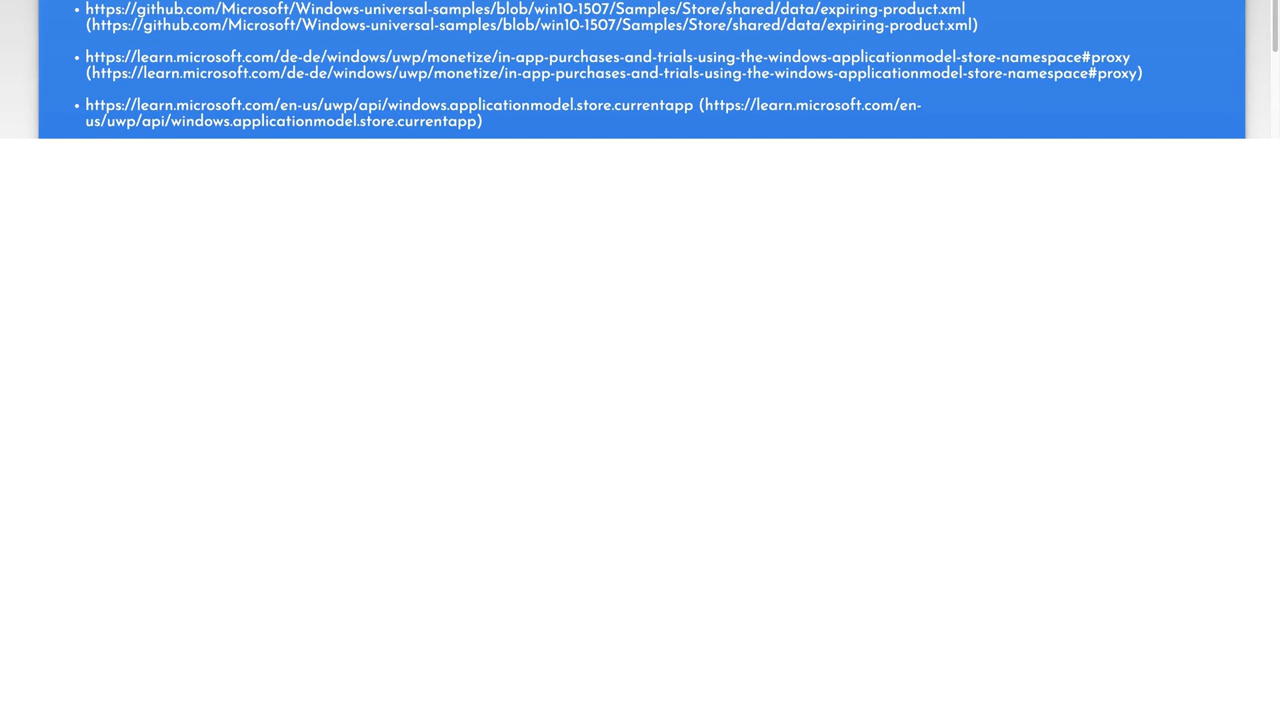 • https://github.com/Microsoft/Windows-universal-samples/blob/win10-1507/Samples/Store/shared/data/expiring-product.xml
(https://github.com/Microsoft/Windows-universal-samples/blob/win10-1507/Samples/Store/shared/data/expiring-product.xml)
• https://learn.microsoft.com/de-de/windows/uwp/monetize/in-app-purchases-and-trials-using-the-windows-applicationmodel-store-namespace#proxy
(https://learn.microsoft.com/de-de/windows/uwp/monetize/in-app-purchases-and-trials-using-the-windows-applicationmodel-store-namespace#proxy)
• https://learn.microsoft.com/en-us/uwp/api/windows.applicationmodel.store.currentapp (https://learn.microsoft.com/en-
us/uwp/api/windows.applicationmodel.store.currentapp)